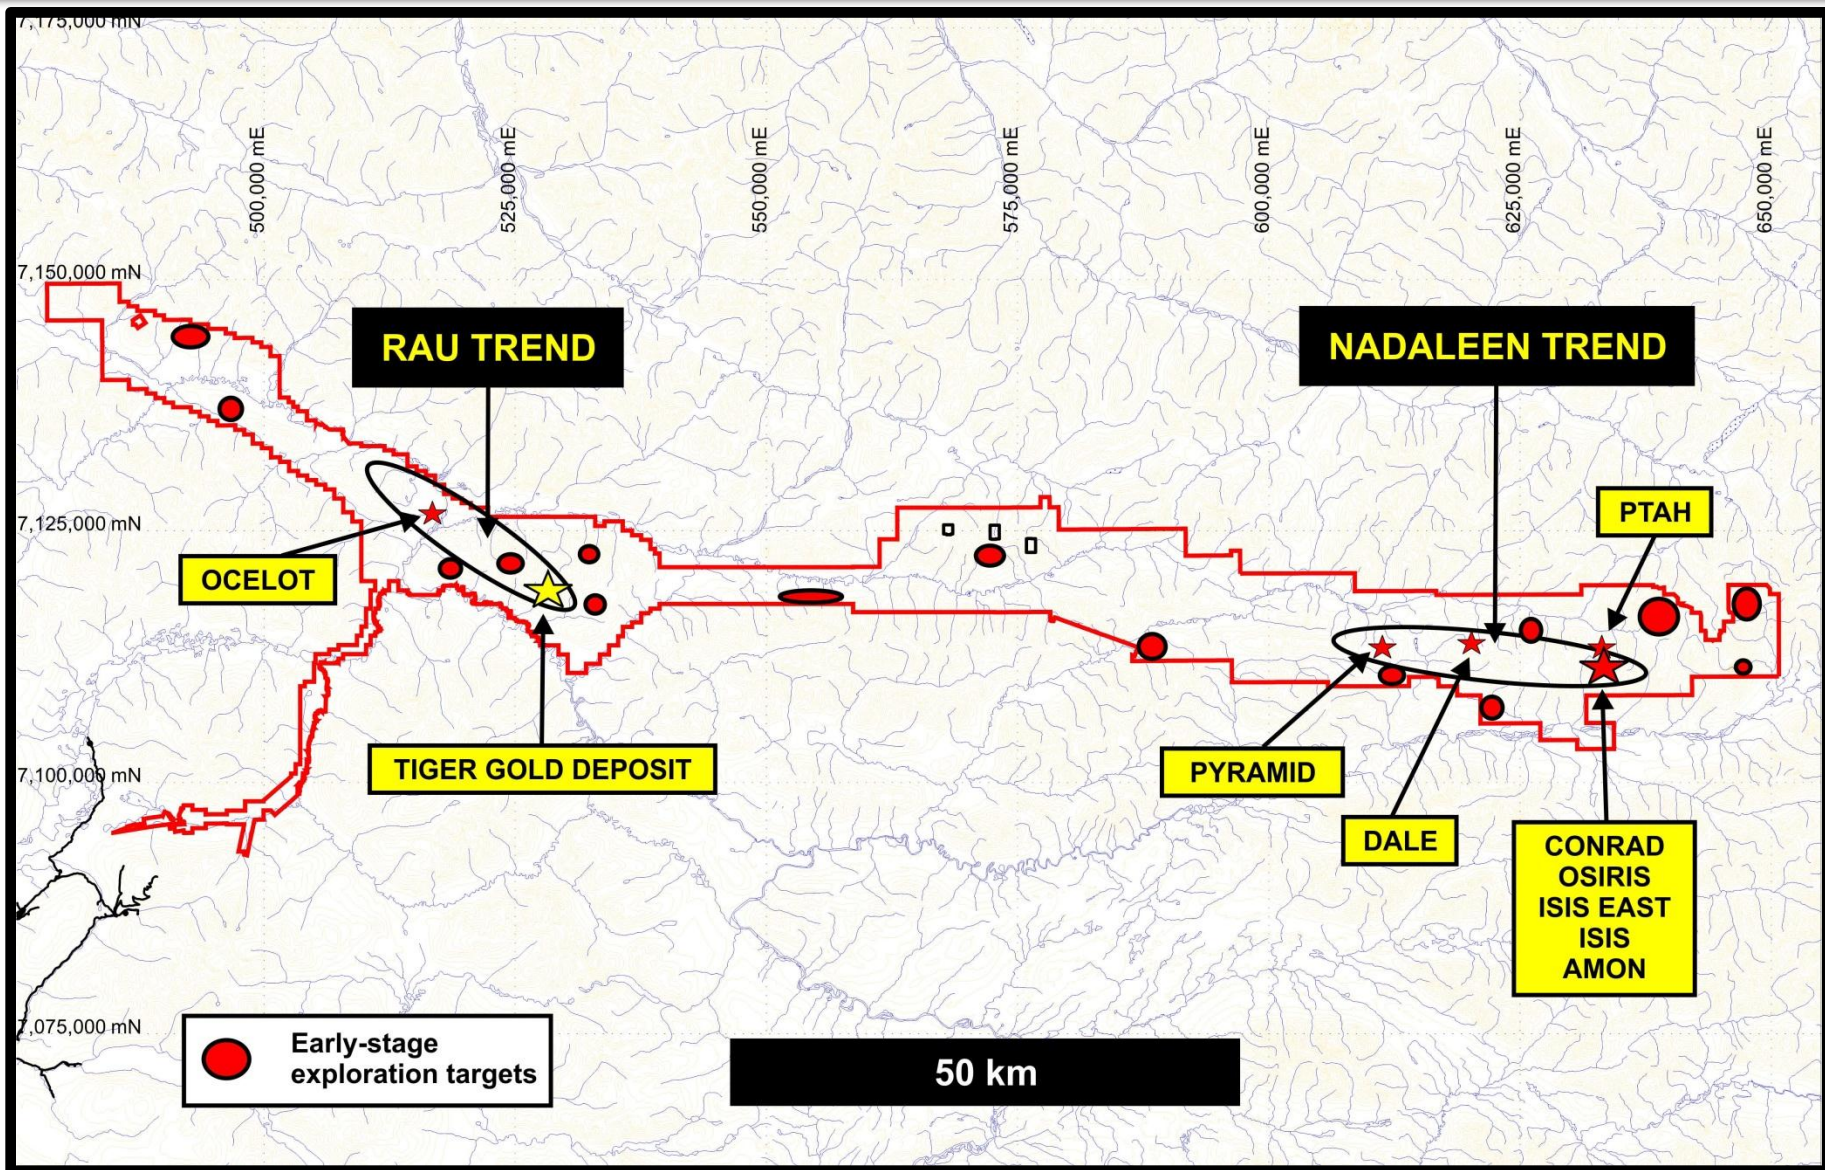 7,175,000 mN
500,000 mE
525,000 mE
550,000 mE
575,000 mE
600,000 mE
625,000 mE
650,000 mE
7,150,000 mN
RAU TREND
NADALEEN TREND
PTAH
7,125,000 mN
OCELOT
TIGER GOLD DEPOSIT
PYRAMID
7,100,000 mN
DALE
CONRAD
OSIRIS
ISIS EAST
ISIS
AMON
7,075,000 mN
Early-stage
exploration targets
50 km